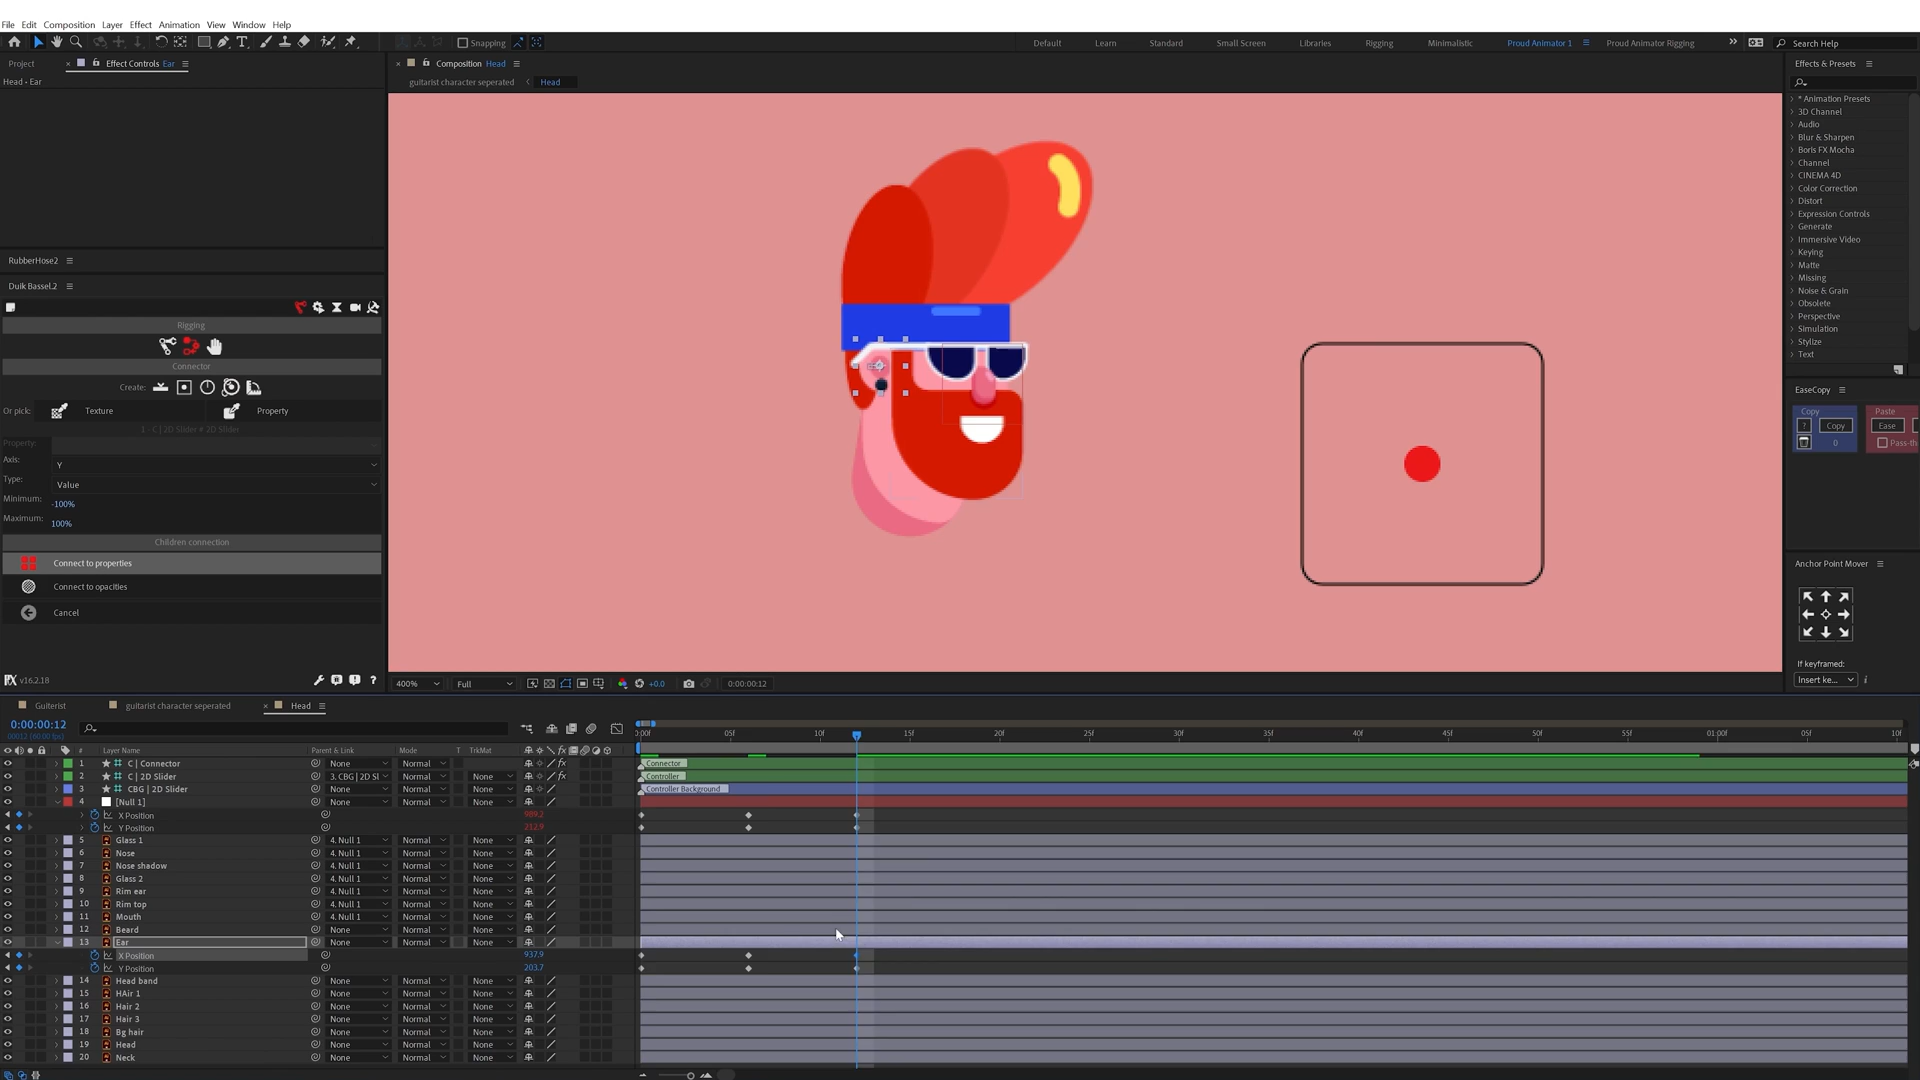 File Edit Composition Layer Effect Animation View Window Help
Snapping
Default Learn Standard Small Screen Libraries Rigging Minimalistic Proud Animator 1 Proud Animator Rigging Search Help
Project Effect Controls Ear
Composition Head
Effects & Presets
Head - Ear
guitarist character seperated Head
* Animation Presets
3D Channel
Audio
Blur & Sharpen
Boris FX Mocha
Channel
CINEMA 4D
Color Correction
Distort
Expression Controls
Generate
Immersive Video
Keying
Matte
Missing
Noise & Grain
Obsolete
Perspective
Simulation
Stylize
Text
RubberHose2
Duik Bassel.2
Rigging
Connector
Create:
Or pick: Texture Property
1 : C | 2D Slider # 2D Slider
Property:
Axis: Y
Type: Value
Minimum: -100%
Maximum: 100%
Children connection
Connect to properties
Connect to opacities
Cancel
v16.2.18
EaseCopy
Copy Paste
? Copy Ease
0 Pass-th
Anchor Point Mover
If keyframed:
Insert ke...
400% Full +0.0 0:00:00:12
Guiterist guitarist character seperated Head
0:00:00:12
00012 (60.00 fps)
# Layer Name Parent & Link Mode T TrkMat
0:00f 05f 10f 15f 20f 25f 30f 35f 40f 45f 50f 55f 01:00f 05f 10f
1 C | Connector None Normal Connector
2 C | 2D Slider 3. CBG | 2D Sl Normal None Controller
3 CBG | 2D Slider None Normal None Controller Background
4 [Null 1] None Normal None
X Position 989.2
Y Position 212.9
5 Glass 1 4. Null 1 Normal None
6 Nose 4. Null 1 Normal None
7 Nose shadow 4. Null 1 Normal None
8 Glass 2 4. Null 1 Normal None
9 Rim ear 4. Null 1 Normal None
10 Rim top 4. Null 1 Normal None
11 Mouth 4. Null 1 Normal None
12 Beard None Normal None
13 Ear None Normal None
X Position 937.9
Y Position 203.7
14 Head band None Normal None
15 HAir 1 None Normal None
16 Hair 2 None Normal None
17 Hair 3 None Normal None
18 Bg hair None Normal None
19 Head None Normal None
20 Neck None Normal None